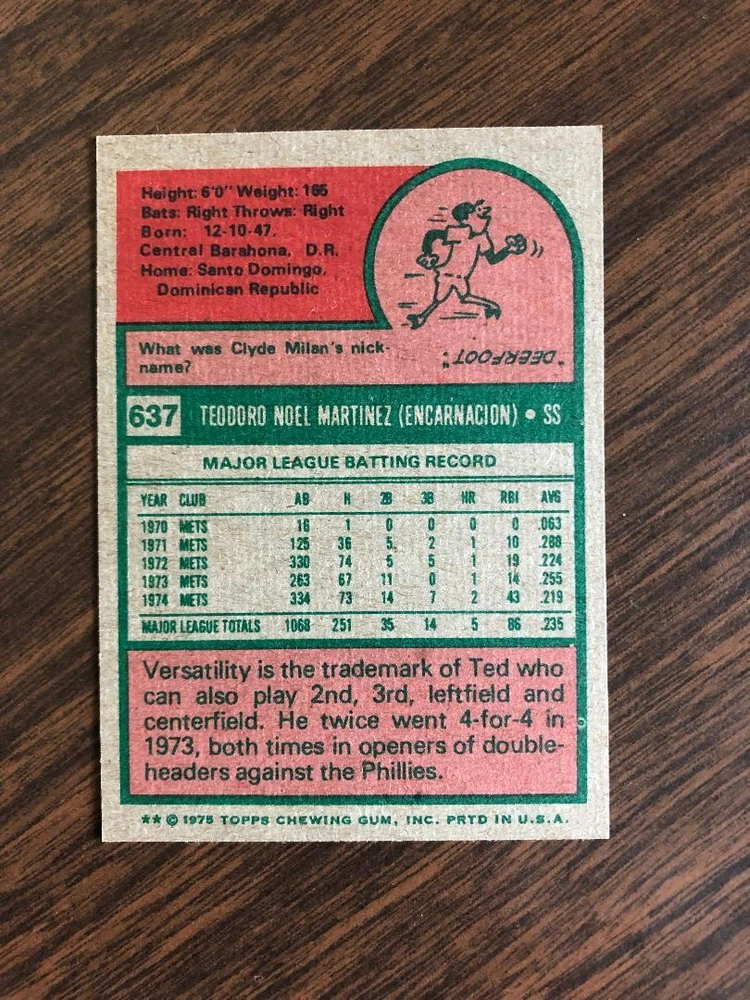 Height: 6'0" Weight: 165
Bats: Right Throws: Right
Born: 12-10-47,
Central Barahona, D.R.
Home: Santo Domingo,
Dominican Republic
What was Clyde Milan's nick-
name?
"DEERFOOT"
637 TEODORO NOEL MARTINEZ (ENCARNACION) • SS
MAJOR LEAGUE BATTING RECORD
YEAR CLUB AB H 2B 3B HR RBI AVG
1970 METS 16 1 0 0 0 0 .063
1971 METS 125 36 5 2 1 10 .288
1972 METS 330 74 5 5 1 19 .224
1973 METS 263 67 11 0 1 14 .255
1974 METS 334 73 14 7 2 43 .219
MAJOR LEAGUE TOTALS 1068 251 35 14 5 86 .235
Versatility is the trademark of Ted who
can also play 2nd, 3rd, leftfield and
centerfield. He twice went 4-for-4 in
1973, both times in openers of double-
headers against the Phillies.
** © 1975 TOPPS CHEWING GUM, INC. PRTD IN U.S.A.